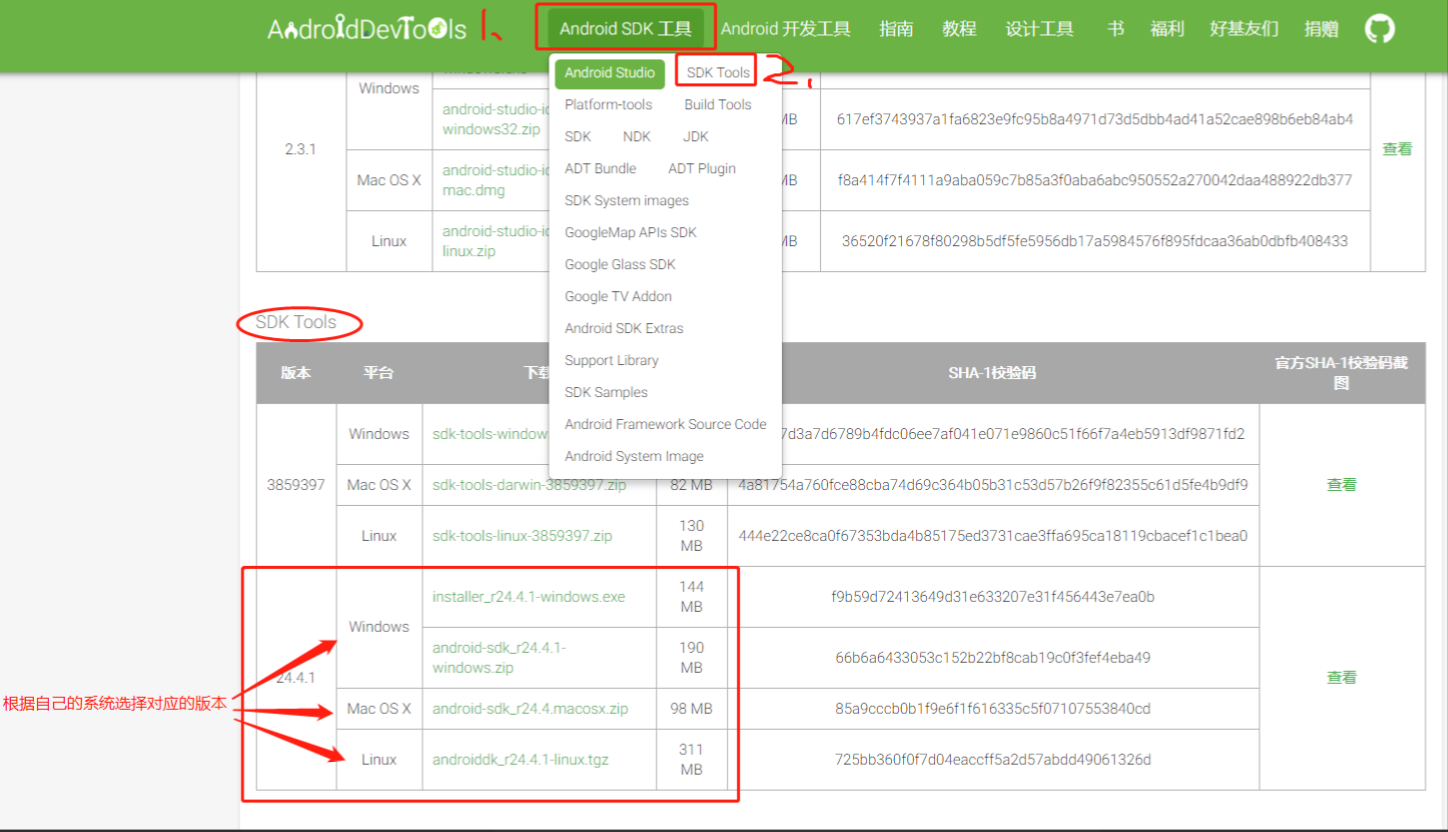 AndroidDevTools
1、
Android SDK 工具
Android 开发工具
指南
教程
设计工具
书
福利
好基友们
捐赠
Android Studio
SDK Tools
2.
Platform-tools
Build Tools
SDK
NDK
JDK
ADT Bundle
ADT Plugin
SDK System images
GoogleMap APIs SDK
Google Glass SDK
Google TV Addon
Android SDK Extras
Support Library
SDK Samples
Android Framework Source Code
Android System Image
2.3.1
Windows
android-studio-id
windows32.zip
MB
617ef3743937a1fa6823e9fc95b8a4971d73d5dbb4ad41a52cae898b6eb84ab4
查看
Mac OS X
android-studio-id
mac.dmg
MB
f8a414f7f4111a9aba059c7b85a3f0aba6abc950552a270042daa488922db377
Linux
android-studio-id
linux.zip
MB
36520f21678f80298b5df5fe5956db17a5984576f895fdcaa36ab0dbfb408433
SDK Tools
版本
平台
下载
SHA-1校验码
官方SHA-1校验码截
图
3859397
Windows
sdk-tools-window
7d3a7d6789b4fdc06ee7af041e071e9860c51f66f7a4eb5913df9871fd2
Mac OS X
sdk-tools-darwin-3859397.zip
82 MB
4a81754a760fce88cba74d69c364b05b31c53d57b26f9f82355c61d5fe4b9df9
查看
Linux
sdk-tools-linux-3859397.zip
130
MB
444e22ce8ca0f67353bda4b85175ed3731cae3ffa695ca18119cbacef1c1bea0
24.4.1
Windows
installer_r24.4.1-windows.exe
144
MB
f9b59d72413649d31e633207e31f456443e7ea0b
android-sdk_r24.4.1-
windows.zip
190
MB
66b6a6433053c152b22bf8cab19c0f3fef4eba49
查看
根据自己的系统选择对应的版本
Mac OS X
android-sdk_r24.4.macosx.zip
98 MB
85a9cccb0b1f9e6f1f616335c5f07107553840cd
Linux
androiddk_r24.4.1-linux.tgz
311
MB
725bb360f0f7d04eaccff5a2d57abdd49061326d